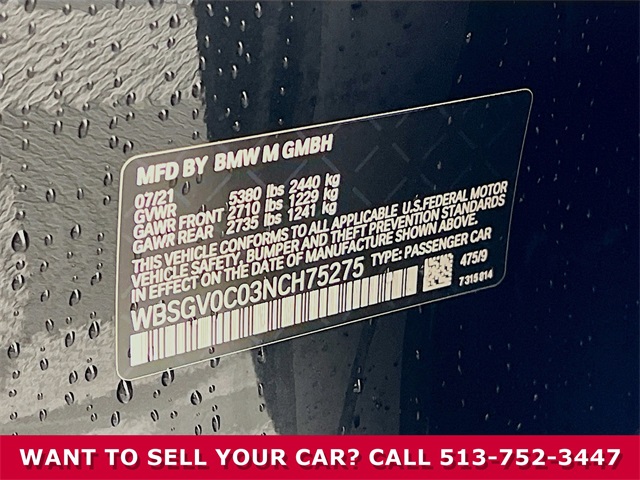 MFD BY BMW M GMBH
07/21
GVWR 5380 lbs 2440 kg
GAWR FRONT 2710 lbs 1229 kg
GAWR REAR 2735 lbs 1241 kg
THIS VEHICLE CONFORMS TO ALL APPLICABLE U.S.FEDERAL MOTOR
VEHICLE SAFETY, BUMPER AND THEFT PREVENTION STANDARDS
IN EFFECT ON THE DATE OF MANUFACTURE SHOWN ABOVE.
WBSGV0C03NCH75275 TYPE: PASSENGER CAR
475/9
7 315 814
WANT TO SELL YOUR CAR? CALL 513-752-3447